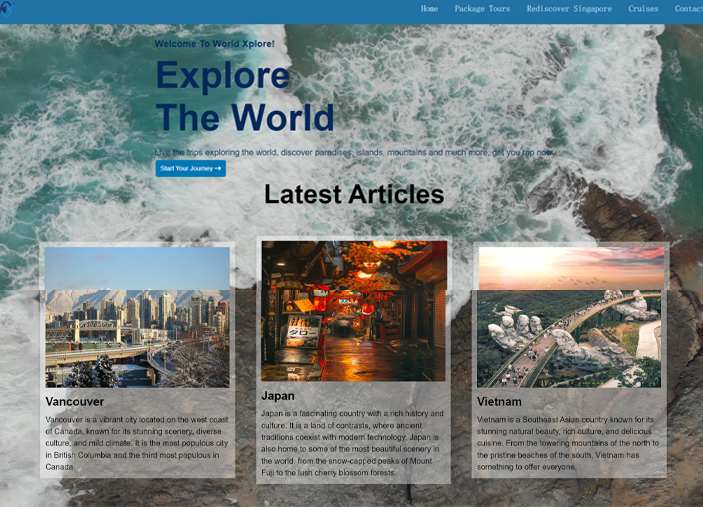 Home Package Tours Rediscover Singapore Cruises Contact
Welcome To World Xplore!
Explore
The World
Live the trips exploring the world, discover paradises, islands, mountains and much more, get you trip now.
Start Your Journey →
Latest Articles
Vancouver
Vancouver is a vibrant city located on the west coast
of Canada, known for its stunning scenery, diverse
culture, and mild climate. It is the most populous city
in British Columbia and the third most populous in
Canada.
Japan
Japan is a fascinating country with a rich history and
culture. It is a land of contrasts, where ancient
traditions coexist with modern technology. Japan is
also home to some of the most beautiful scenery in
the world, from the snow-capped peaks of Mount
Fuji to the lush cherry blossom forests.
Vietnam
Vietnam is a Southeast Asian country known for its
stunning natural beauty, rich culture, and delicious
cuisine. From the towering mountains of the north to
the pristine beaches of the south, Vietnam has
something to offer everyone.